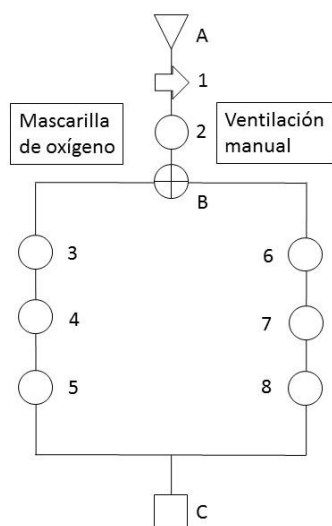 A
1
Mascarilla
de oxígeno
2
Ventilación
manual
B
3
6
4
7
5
8
C